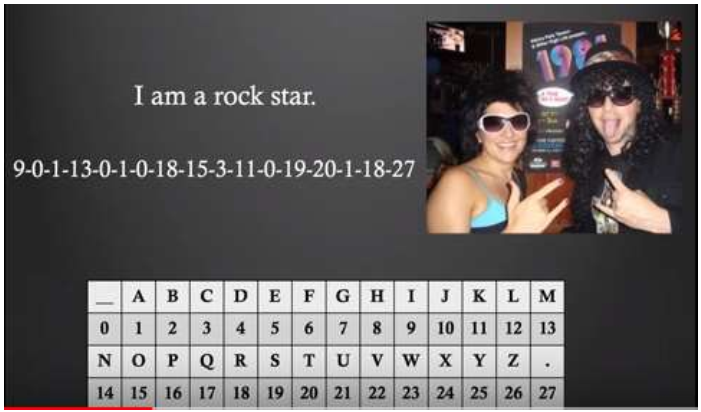 I am a rock star.
9-0-1-13-0-1-0-18-15-3-11-0-19-20-1-18-27
1984
__ A B C D E F G H I J K L M
0 1 2 3 4 5 6 7 8 9 10 11 12 13
N O P Q R S T U V W X Y Z .
14 15 16 17 18 19 20 21 22 23 24 25 26 27